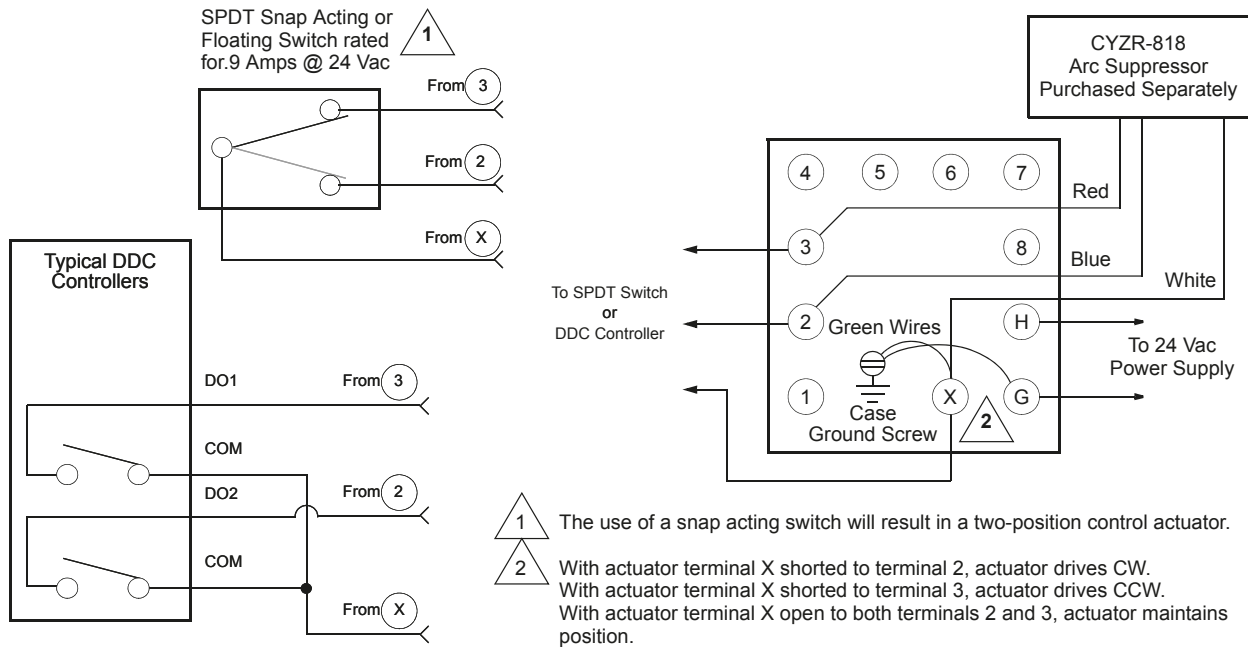 SPDT Snap Acting or
Floating Switch rated
for.9 Amps @ 24 Vac
1
From 3
From 2
From X
Typical DDC
Controllers
DO1
From 3
COM
DO2
From 2
COM
From X
CYZR-818
Arc Suppressor
Purchased Separately
4 5 6 7
Red
3
8
Blue
White
To SPDT Switch
or
DDC Controller
2
Green Wires
H
To 24 Vac
Power Supply
1
X
2
G
Case
Ground Screw
1 The use of a snap acting switch will result in a two-position control actuator.
2 With actuator terminal X shorted to terminal 2, actuator drives CW.
With actuator terminal X shorted to terminal 3, actuator drives CCW.
With actuator terminal X open to both terminals 2 and 3, actuator maintains
position.